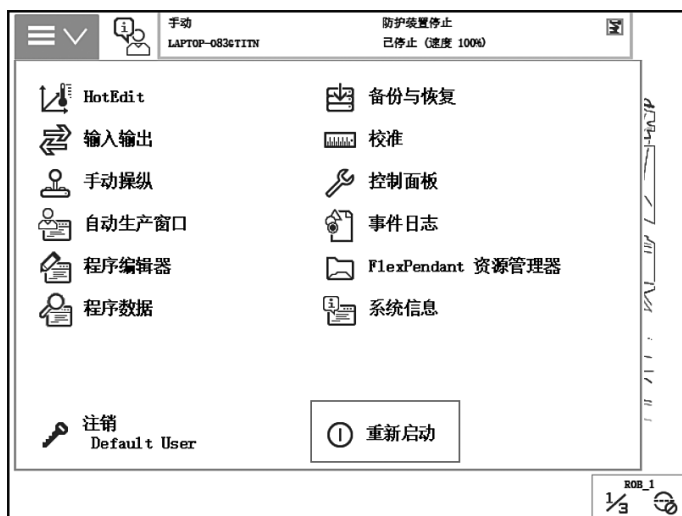 手动
LAPTOP-083GTITN
防护装置停止
己停止 (速度 100%)
HotEdit
备份与恢复
输入输出
校准
手动操纵
控制面板
自动生产窗口
事件日志
程序编辑器
FlexPendant 资源管理器
程序数据
系统信息
注销
Default User
重新启动
ROB_1
1/3